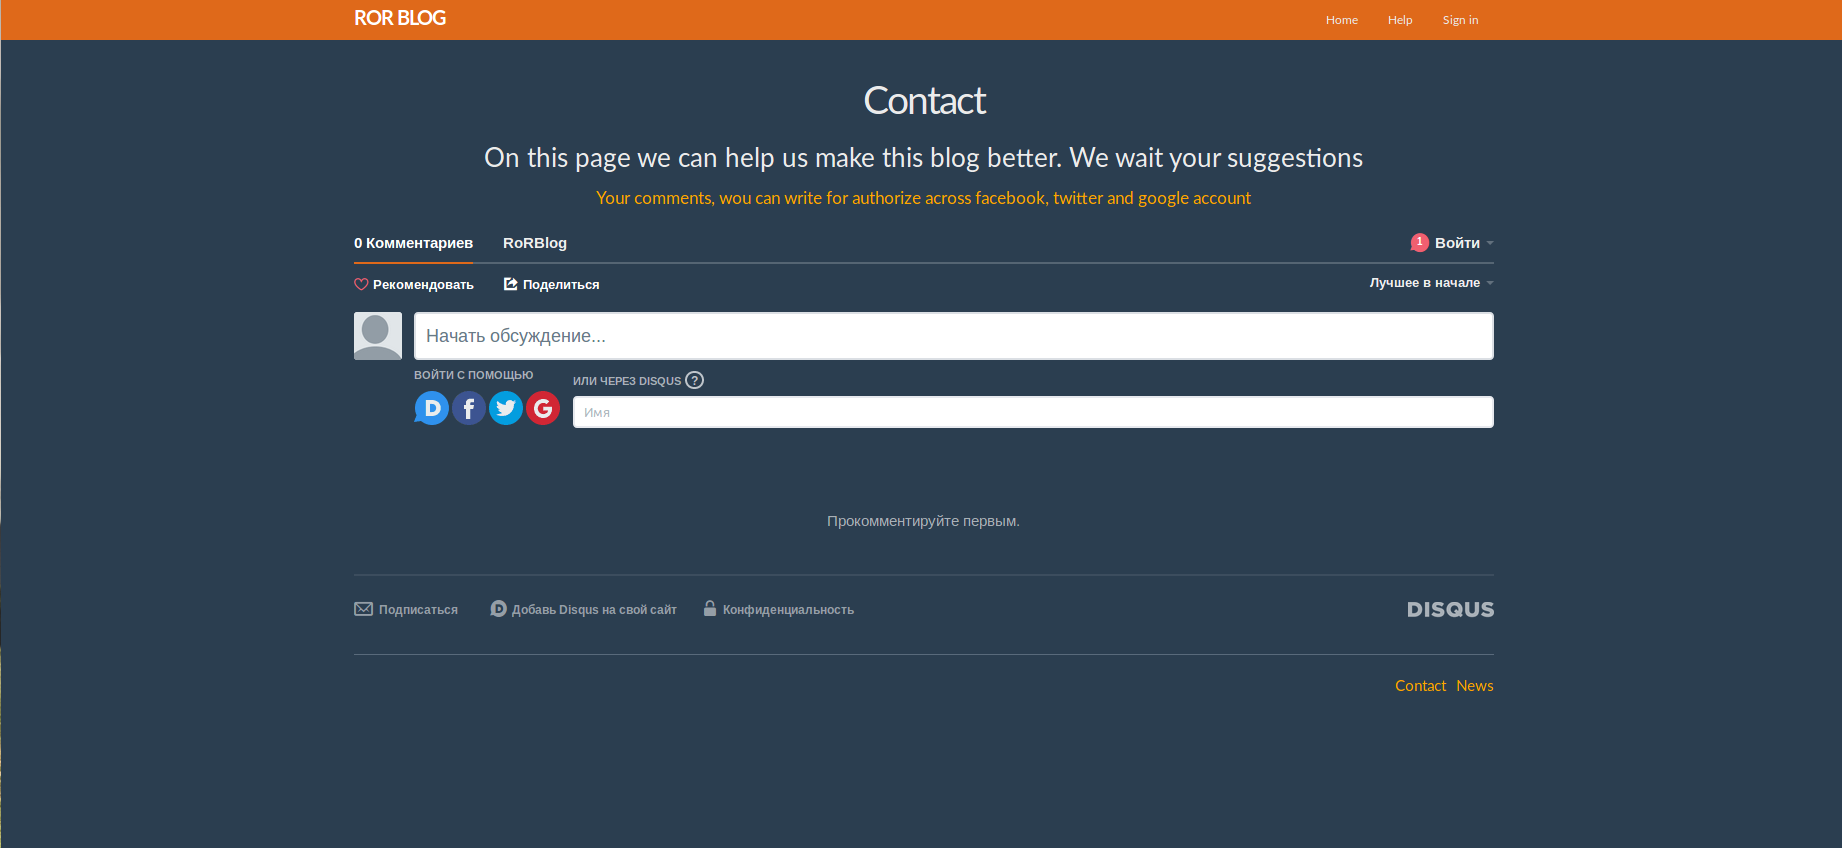 ROR BLOG Home Help Sign in
Contact
On this page we can help us make this blog better. We wait your suggestions
Your comments, wou can write for authorize across facebook, twitter and google account
0 Комментариев RoRBlog 1 Войти
Рекомендовать Поделиться Лучшее в начале
Начать обсуждение...
ВОЙТИ С ПОМОЩЬЮ
ИЛИ ЧЕРЕЗ DISQUS ?
Имя
Прокомментируйте первым.
Подписаться Добавь Disqus на свой сайт Конфиденциальность DISQUS
Contact News